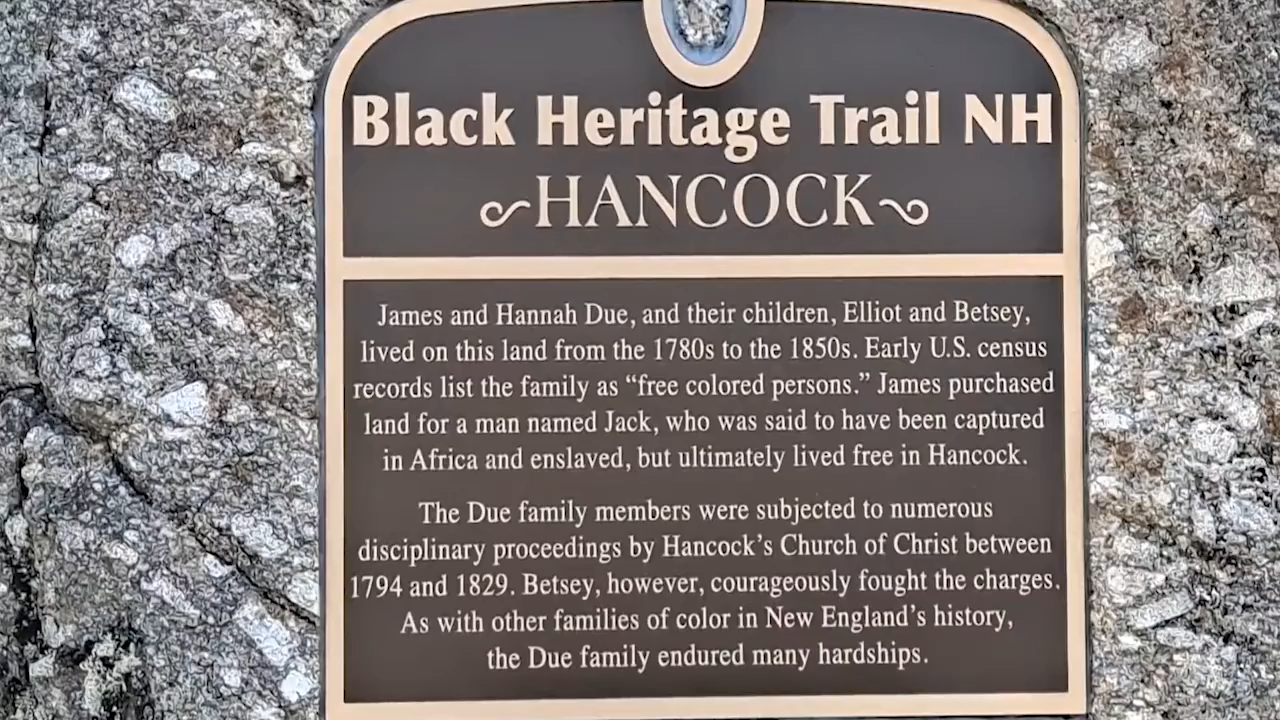 Black Heritage Trail NH
HANCOCK
James and Hannah Due, and their children, Elliot and Betsey,
lived on this land from the 1780s to the 1850s. Early U.S. census
records list the family as “free colored persons.” James purchased
land for a man named Jack, who was said to have been captured
in Africa and enslaved, but ultimately lived free in Hancock.
The Due family members were subjected to numerous
disciplinary proceedings by Hancock’s Church of Christ between
1794 and 1829. Betsey, however, courageously fought the charges.
As with other families of color in New England’s history,
the Due family endured many hardships.